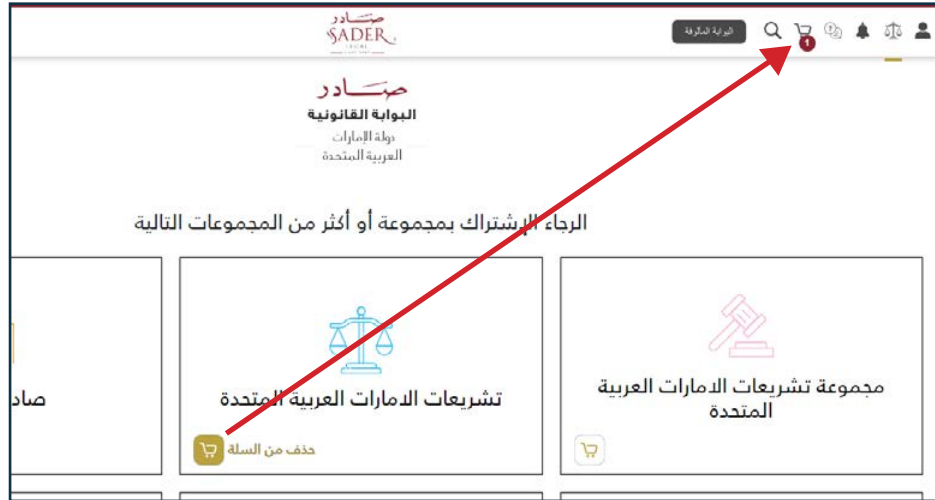 صادر
SADER
LEGAL
البوابة المألوفة
1
صادر
البوابة القانونية
دولة الإمارات
العربية المتحدة
الرجاء الإشتراك بمجموعة أو أكثر من المجموعات التالية
مجموعة تشريعات الامارات العربية
المتحدة
تشريعات الامارات العربية المتحدة
حذف من السلة
صاد